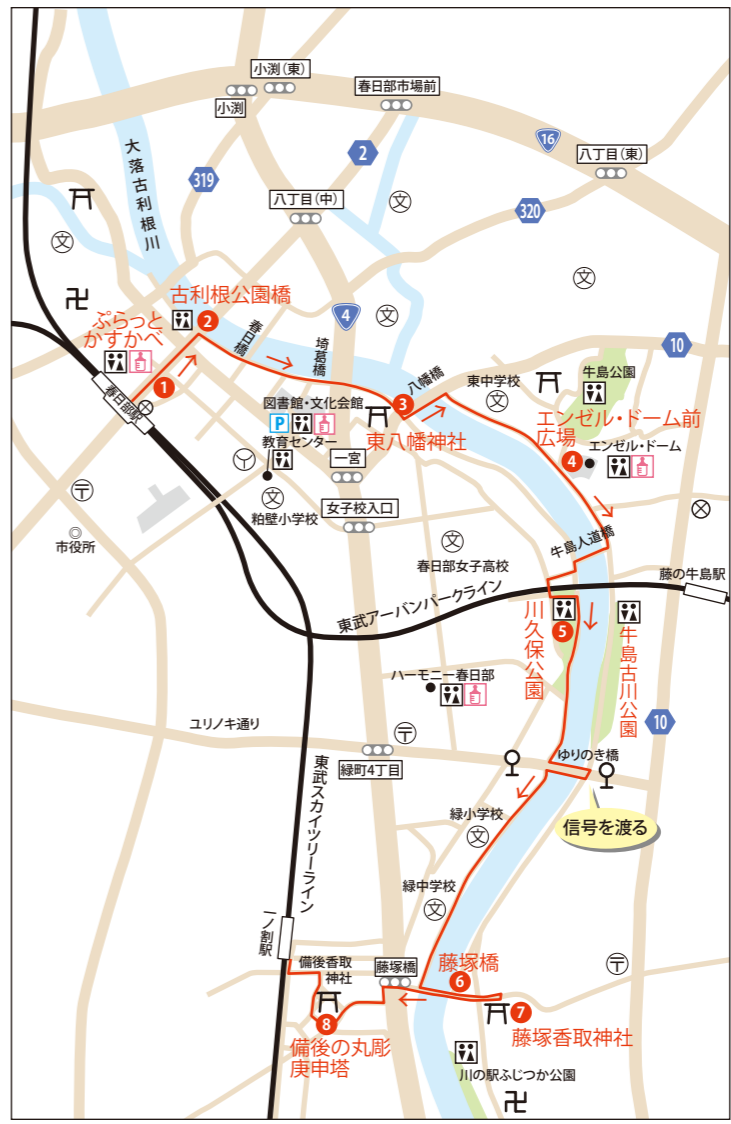 小渕(東)
小渕
春日部市場前
16
八丁目(東)
大落古利根川
2
319
八丁目(中)
320
文
文
文
文
古利根公園橋
2
4
ぷらっと
かすかべ
1
春日部駅
春日橋
埼葛橋
八幡橋
10
図書館・文化会館
P
教育センター
粕壁小学校
文
3
東八幡神社
東中学校
文
牛島公園
エンゼル・ドーム前
広場
4
エンゼル・ドーム
一宮
女子校入口
市役所
春日部女子高校
文
牛島人道橋
藤の牛島駅
東武アーバンパークライン
5
川久保公園
牛島古川公園
10
ハーモニー春日部
ユリノキ通り
緑町4丁目
ゆりのき橋
信号を渡る
東武スカイツリーライン
緑小学校
文
緑中学校
文
一ノ割駅
備後香取
神社
藤塚橋
藤塚橋
6
7
藤塚香取神社
8
備後の丸彫
庚申塔
川の駅ふじつか公園